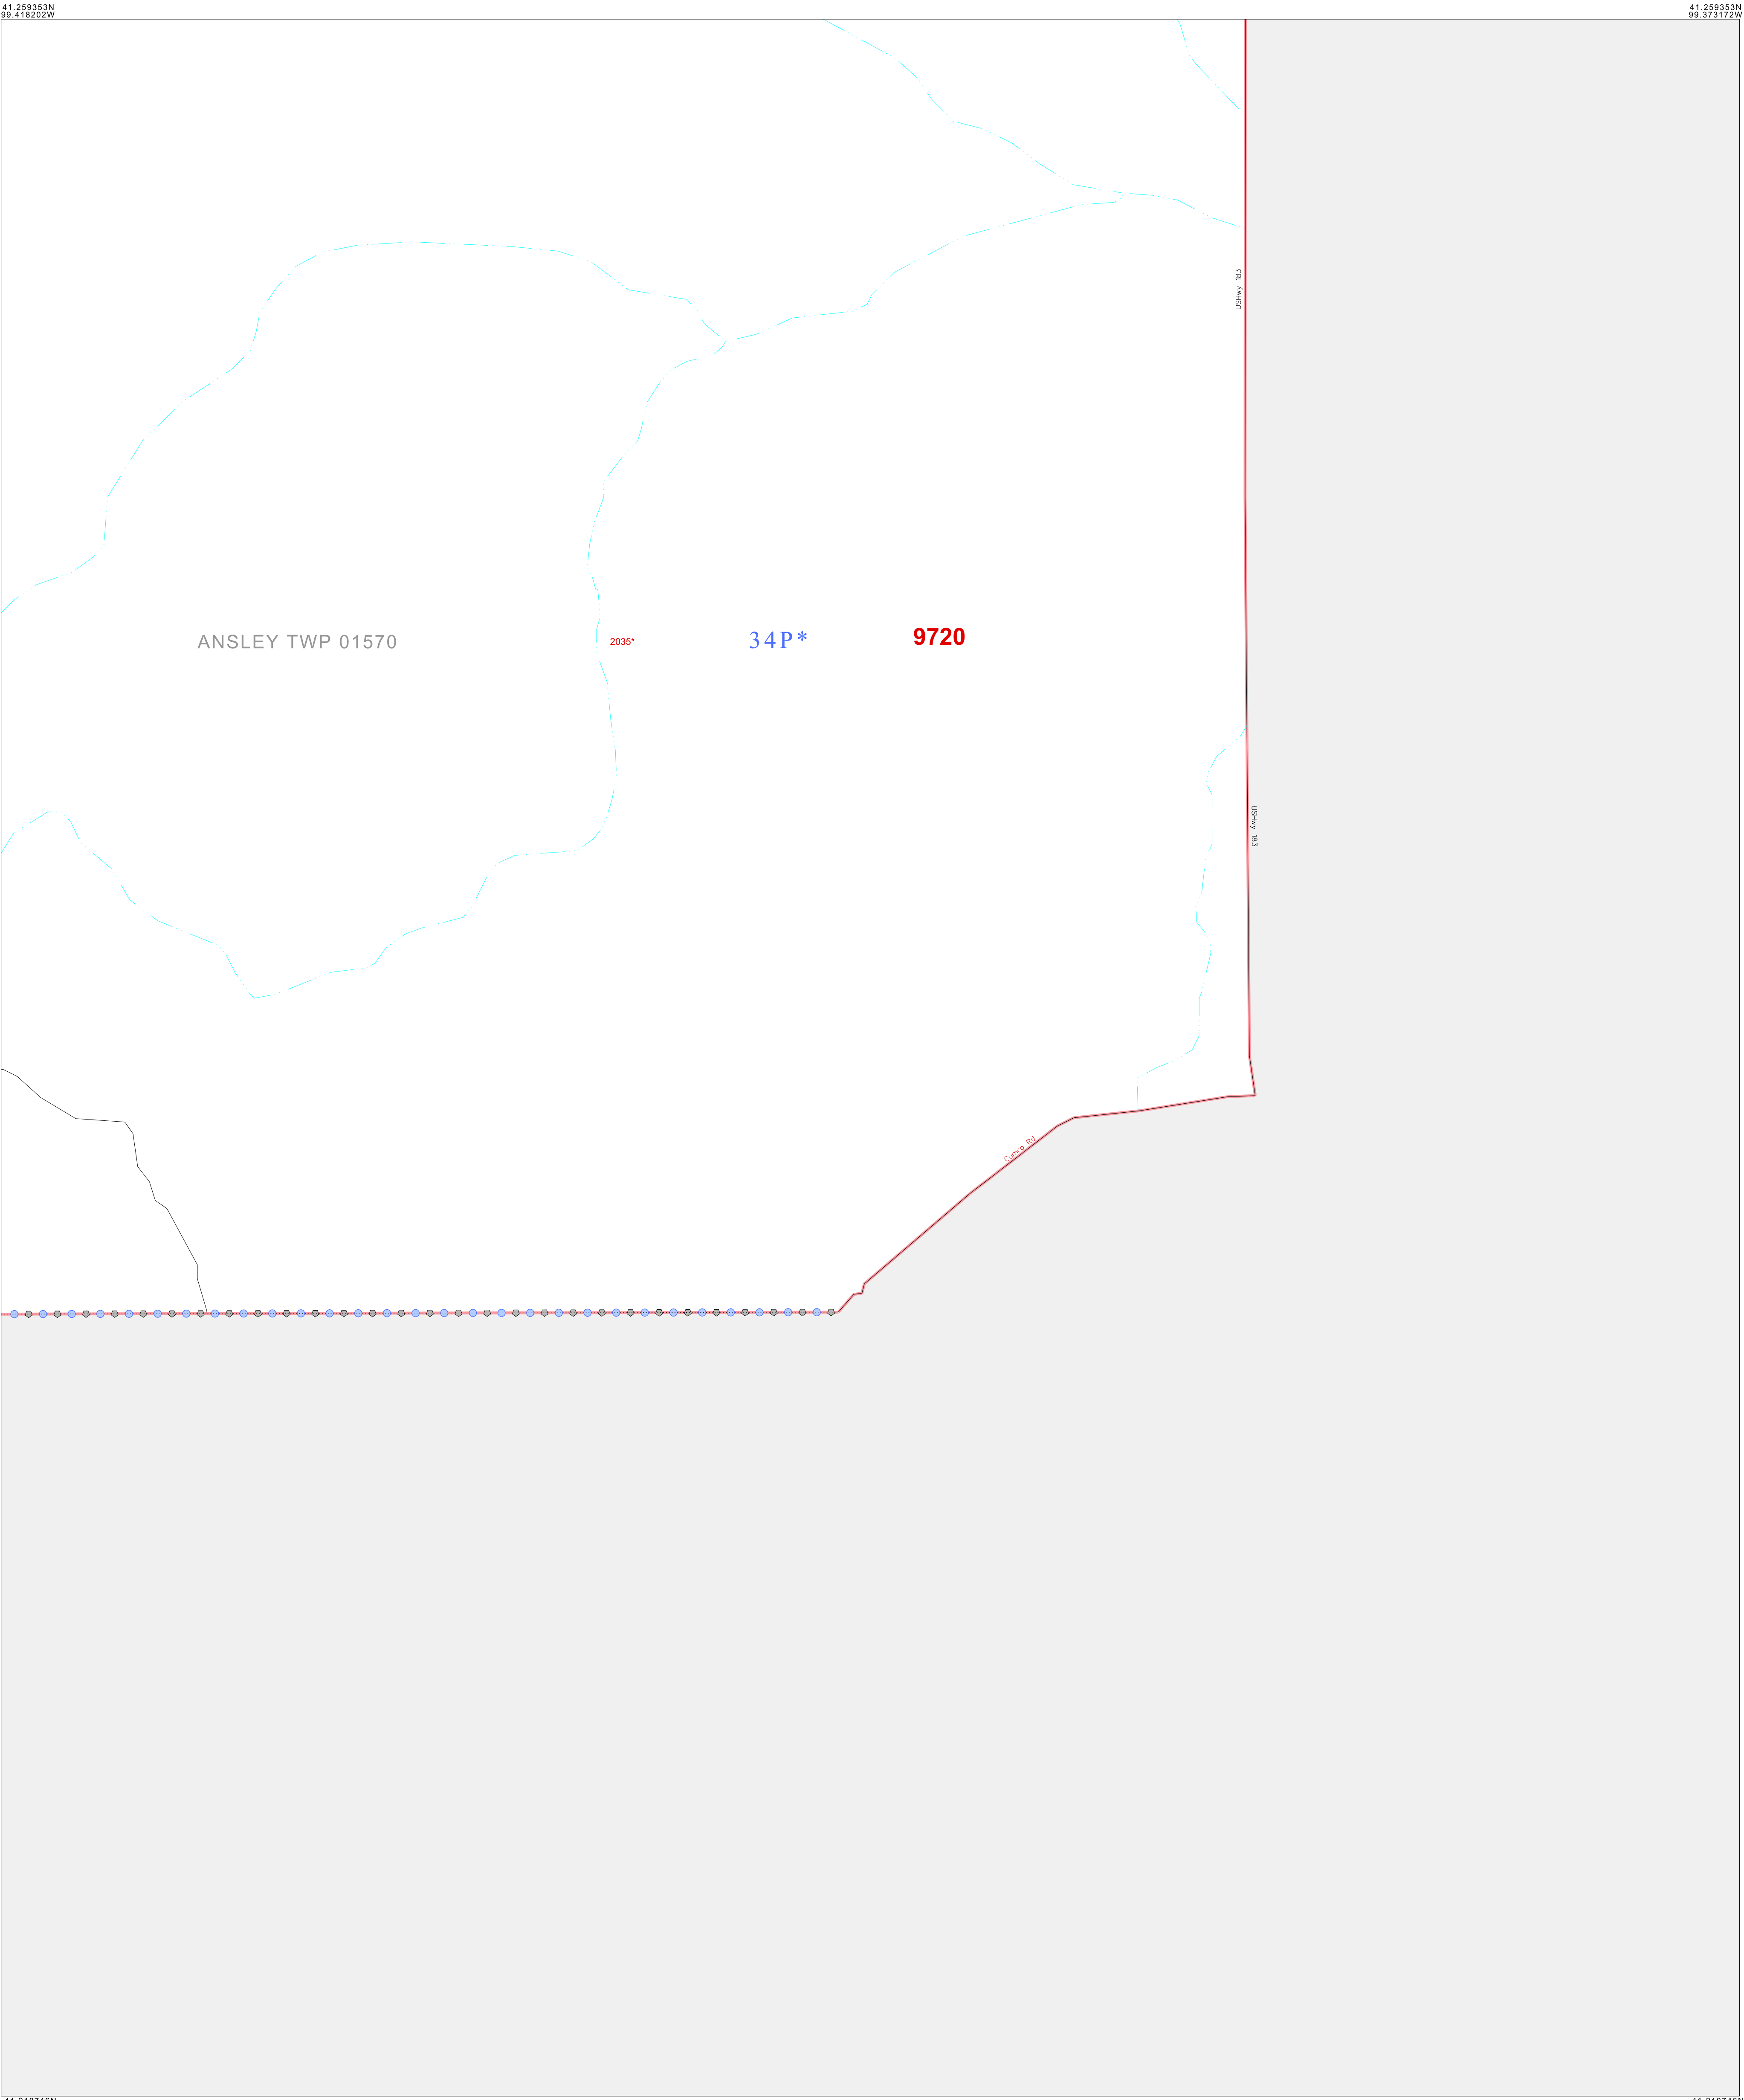 41.259353N
99.418202W
41.259353N
99.373172W
USHwy 183
ANSLEY TWP 01570
2035*
34P*
9720
USHwy 183
Cumro Rd